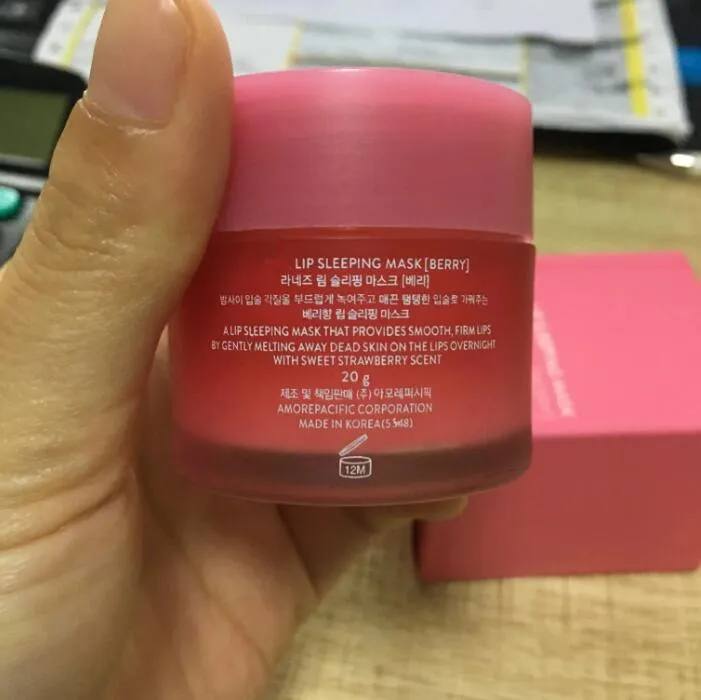 LIP SLEEPING MASK [BERRY]
라네즈 립 슬리핑 마스크 [베리]
밤사이 입술 각질을 부드럽게 녹여주고 매끈 탱탱한 입술로 가꿔주는
베리향 립 슬리핑 마스크
A LIP SLEEPING MASK THAT PROVIDES SMOOTH, FIRM LIPS
BY GENTLY MELTING AWAY DEAD SKIN ON THE LIPS OVERNIGHT
WITH SWEET STRAWBERRY SCENT
20 g
제조 및 책임판매 (주)아모레퍼시픽
AMOREPACIFIC CORPORATION
MADE IN KOREA
12M
SLEEPING MASK